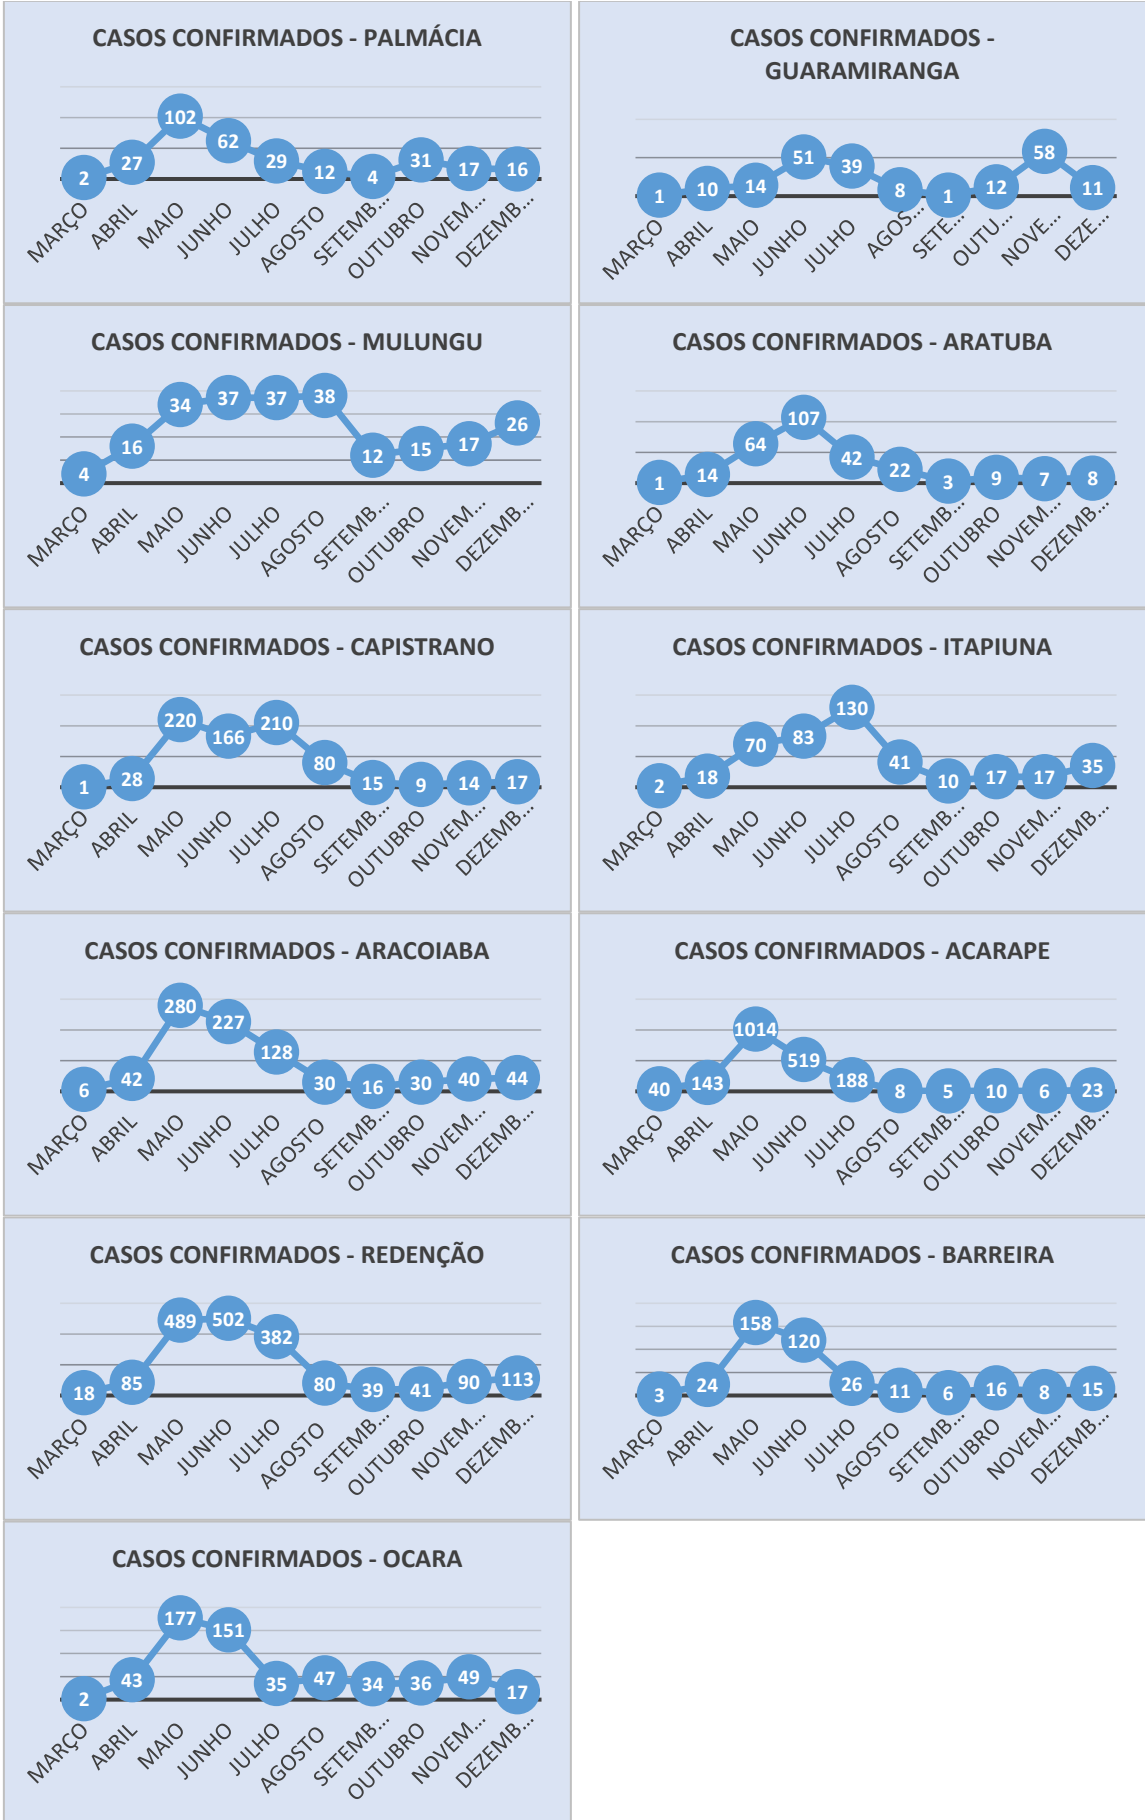 CASOS CONFIRMADOS - PALMÁCIA
2 27 102 62 29 12 4 31 17 16
MARÇO ABRIL MAIO JUNHO JULHO AGOSTO SETEMB... OUTUBRO NOVEM... DEZEMB...
CASOS CONFIRMADOS -
GUARAMIRANGA
1 10 14 51 39 8 1 12 58 11
MARÇO ABRIL MAIO JUNHO JULHO AGOS... SETE... OUTU... NOVE... DEZE...
CASOS CONFIRMADOS - MULUNGU
4 16 34 37 37 38 12 15 17 26
MARÇO ABRIL MAIO JUNHO JULHO AGOSTO SETEMB... OUTUBRO NOVEM... DEZEMB...
CASOS CONFIRMADOS - ARATUBA
1 14 64 107 42 22 3 9 7 8
MARÇO ABRIL MAIO JUNHO JULHO AGOSTO SETEMB... OUTUBRO NOVEM... DEZEMB...
CASOS CONFIRMADOS - CAPISTRANO
1 28 220 166 210 80 15 9 14 17
MARÇO ABRIL MAIO JUNHO JULHO AGOSTO SETEMB... OUTUBRO NOVEM... DEZEMB...
CASOS CONFIRMADOS - ITAPIUNA
2 18 70 83 130 41 10 17 17 35
MARÇO ABRIL MAIO JUNHO JULHO AGOSTO SETEMB... OUTUBRO NOVEM... DEZEMB...
CASOS CONFIRMADOS - ARACOIABA
6 42 280 227 128 30 16 30 40 44
MARÇO ABRIL MAIO JUNHO JULHO AGOSTO SETEMB... OUTUBRO NOVEM... DEZEMB...
CASOS CONFIRMADOS - ACARAPE
40 143 1014 519 188 8 5 10 6 23
MARÇO ABRIL MAIO JUNHO JULHO AGOSTO SETEMB... OUTUBRO NOVEM... DEZEMB...
CASOS CONFIRMADOS - REDENÇÃO
18 85 489 502 382 80 39 41 90 113
MARÇO ABRIL MAIO JUNHO JULHO AGOSTO SETEMB... OUTUBRO NOVEM... DEZEMB...
CASOS CONFIRMADOS - BARREIRA
3 24 158 120 26 11 6 16 8 15
MARÇO ABRIL MAIO JUNHO JULHO AGOSTO SETEMB... OUTUBRO NOVEM... DEZEMB...
CASOS CONFIRMADOS - OCARA
2 43 177 151 35 47 34 36 49 17
MARÇO ABRIL MAIO JUNHO JULHO AGOSTO SETEMB... OUTUBRO NOVEM... DEZEMB...